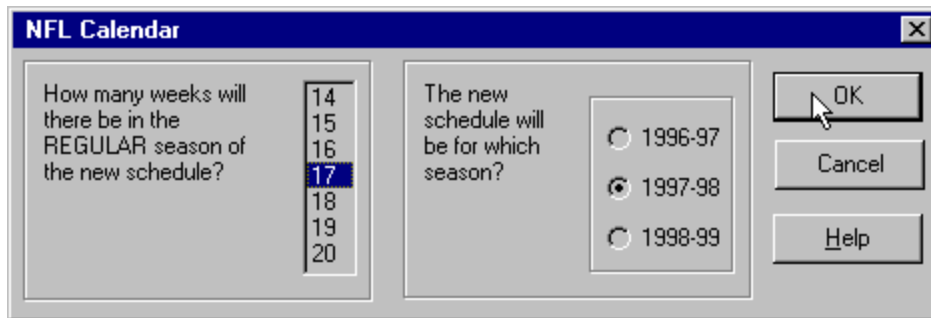 NFL Calendar
How many weeks will
there be in the
REGULAR season of
the new schedule?
14
15
16
17
18
19
20
The new
schedule will
be for which
season?
1996-97
1997-98
1998-99
OK
Cancel
Help